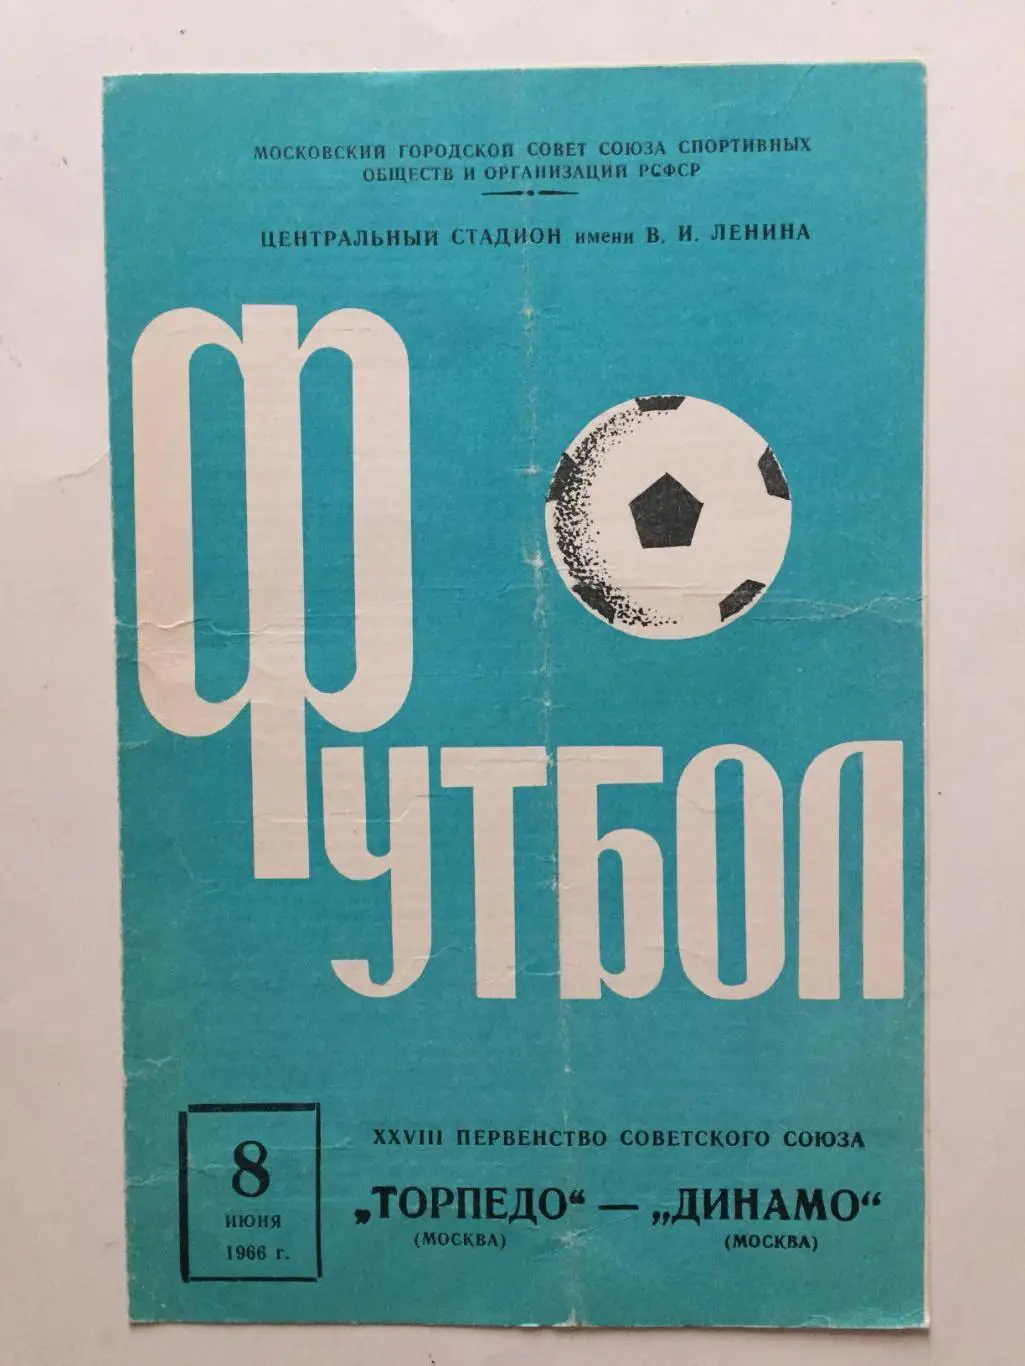 МОСКОВСКИЙ ГОРОДСКОЙ СОВЕТ СОЮЗА СПОРТИВНЫХ
ОБЩЕСТВ И ОРГАНИЗАЦИЙ РСФСР
ЦЕНТРАЛЬНЫЙ СТАДИОН имени В. И. ЛЕНИНА
ФУТБОЛ
8
ИЮНЯ
1966 г.
XXVIII ПЕРВЕНСТВО СОВЕТСКОГО СОЮЗА
„ТОРПЕДО“ — „ДИНАМО“
(МОСКВА) (МОСКВА)